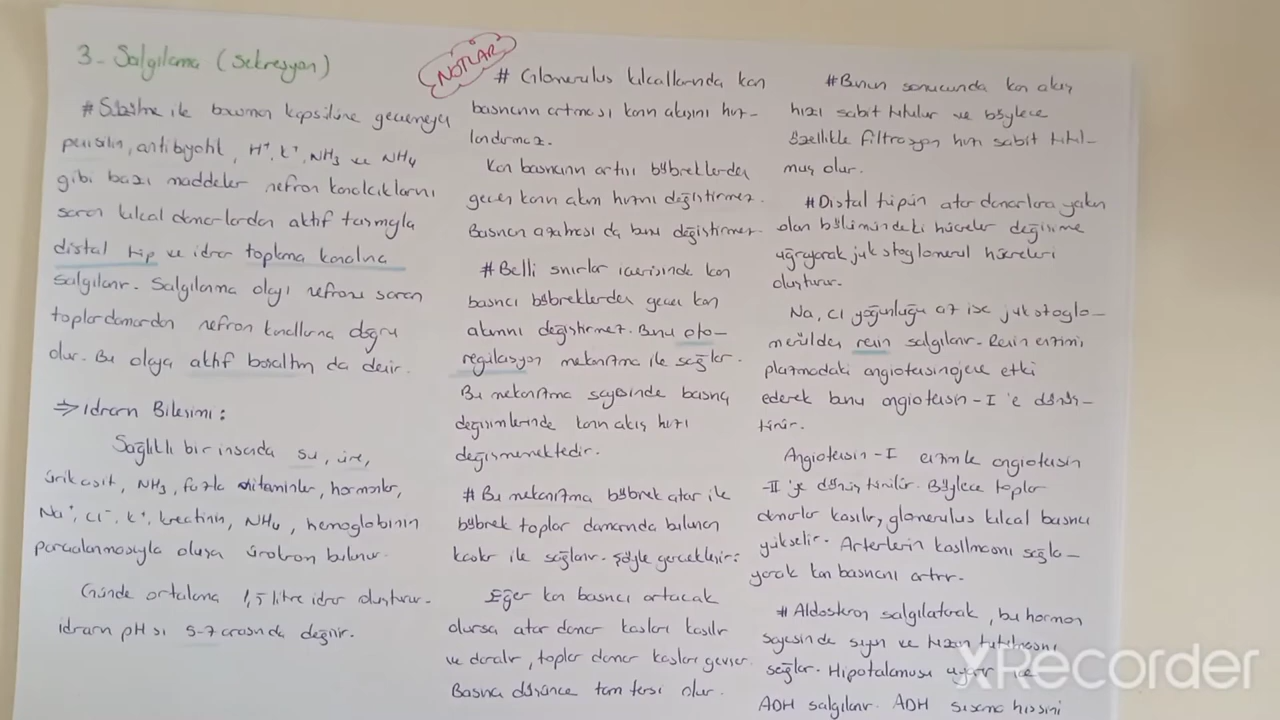 3- Salgılama (Sekresyon)
# Süzülme ile bowman kapsülüne geçemeyen
penisilin, antibiyotik, H⁺, K⁺, NH₃ ve NH₄
gibi bazı maddeler nefron kanalcıklarını
saran kılcal damarlardan aktif taşımayla
distal tüp ve idrar toplama kanalına
salgılanır. Salgılanma olayı nefronu saran
toplardamardan nefron kanallarına doğru
olur. Bu olaya aktif boşaltım da denir.
⇒ İdrarın Bileşimi:
Sağlıklı bir insanda su, üre,
ürik asit, NH₃, fazla vitaminler, hormonlar,
Na⁺, Cl⁻, K⁺, kreatinin, NH₄, hemoglobinin
parçalanmasıyla oluşan ürobilin bulunur.
Günde ortalama 1,5 litre idrar oluşturur.
idrarın pH sı 5-7 arasında değişir.
NOTLAR
# Glomerulus kılcallarında kan
basıncının artması kanın akışını hız-
landırmaz.
Kan basıncının artışı böbreklerden
geçen kanın akım hızını değiştirmez.
Basıncın azalması da bunu değiştirmez.
# Belli sınırlar içerisinde kan
basıncı böbreklerden geçen kan
akımını değiştirmez. Bunu oto-
regülasyon mekanizma ile sağlar.
Bu mekanizma sayesinde basınç
değişimlerinde kanın akış hızı
değişmemektedir.
# Bu mekanizma böbrek atar ile
böbrek toplar damarında bulunan
kaslar ile sağlanır. Şöyle gerçekleşir:
Eğer kan basıncı artacak
olursa atar damar kasları kasılır
ve daralır, toplar damar kasları gevşer.
Basınç düşünce tam tersi olur.
# Bunun sonucunda kan akış
hızı sabit tutulur ve böylece
özellikle filtrasyon hızı sabit tutul-
muş olur.
# Distal tüpün atar damarlara yakın
olan bölümündeki hücreler değişime
uğrayarak jukstaglomerul hücreleri
oluşturur.
Na, Cl yoğunluğu az ise jukstaglo-
merülden renin salgılanır. Renin enzimi
plazmadaki angiotensinojene etki
ederek bunu angiotensin-I 'e dönüş-
türür.
Angiotensin-I enzimle angiotensin
-II 'ye dönüştürülür. Böylece toplar
damarlar kasılır, glomerulus kılcal basıncı
yükselir. Arterlerin kasılmasını sağla-
yarak kan basıncını artırır.
# Aldosteron salgılatarak, bu hormon
sayesinde suyun ve tuzun tutulmasını
sağlar. Hipotalamusu
ADH salgılanır. ADH susama hissini
XRecorder